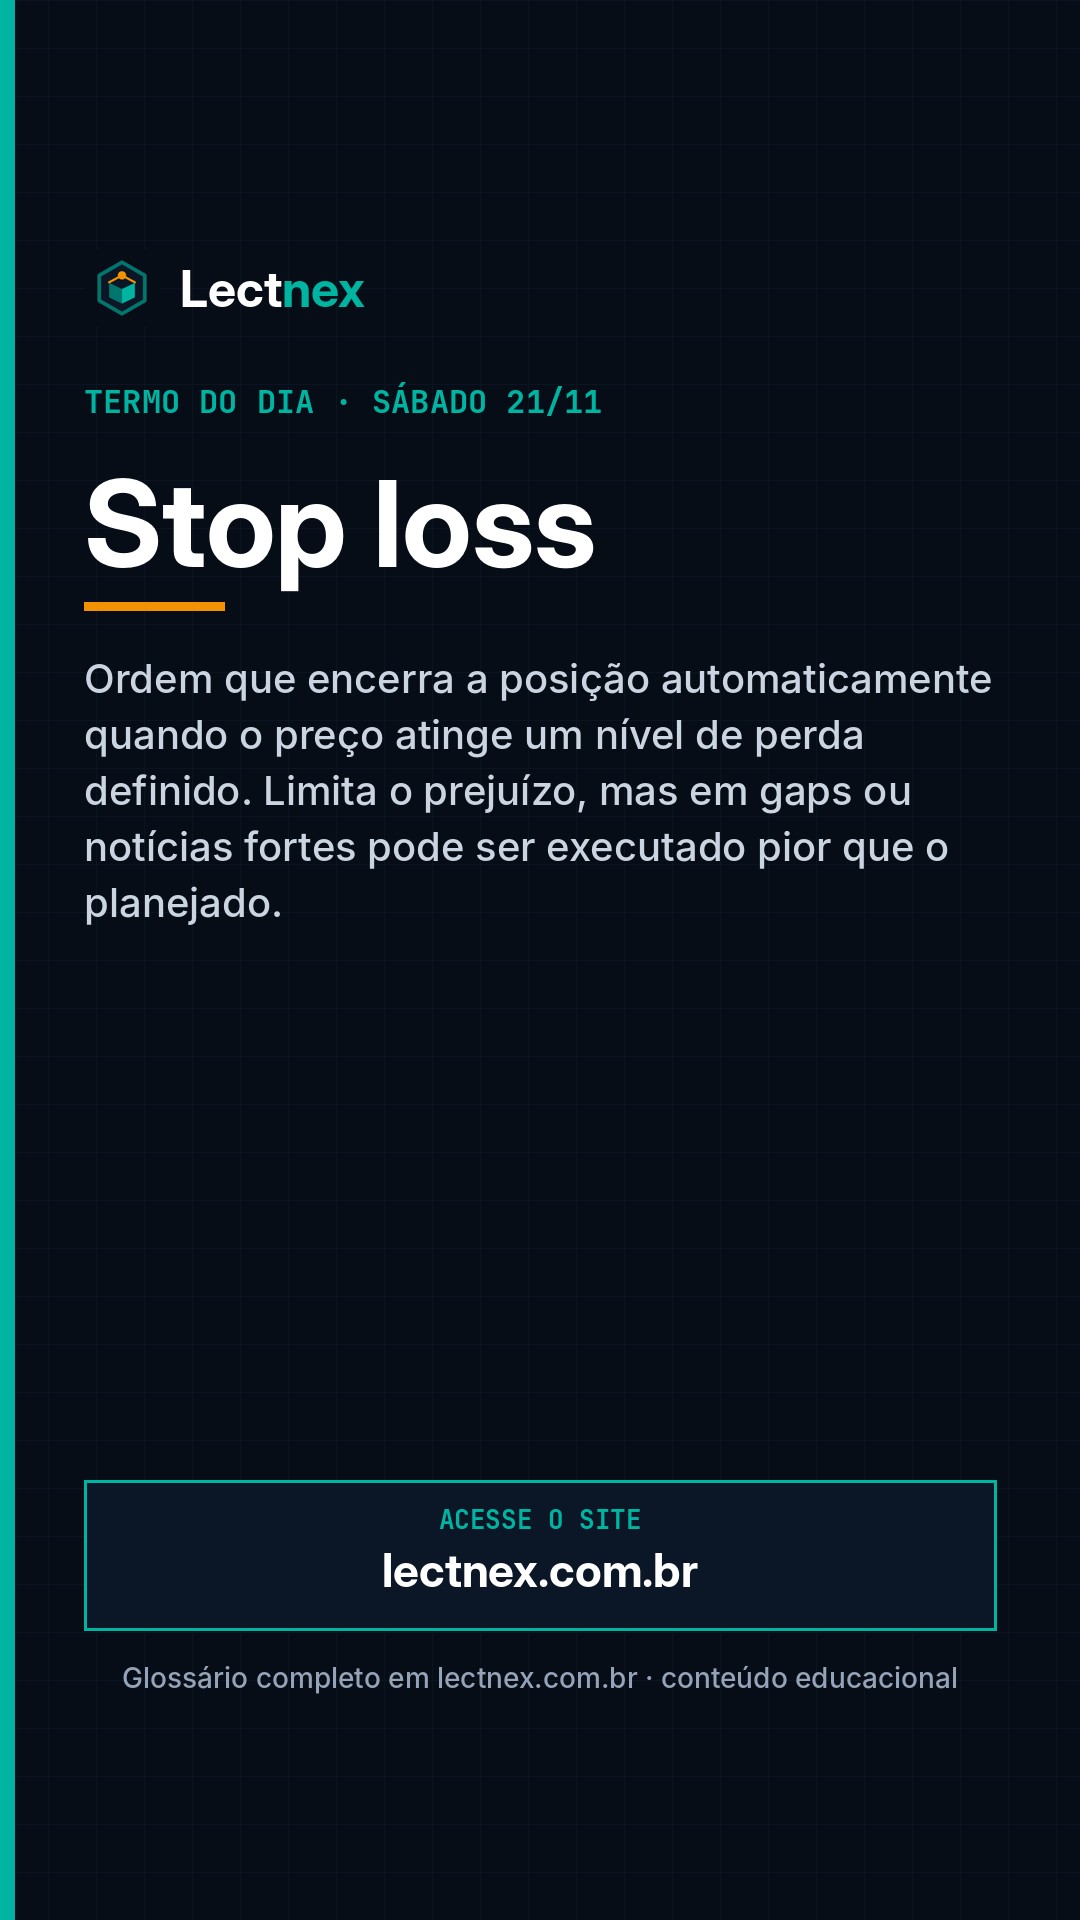 Lectnex
TERMO DO DIA · SÁBADO 21/11
Stop loss
Ordem que encerra a posição automaticamente
quando o preço atinge um nível de perda
definido. Limita o prejuízo, mas em gaps ou
notícias fortes pode ser executado pior que o
planejado.
ACESSE O SITE
lectnex.com.br
Glossário completo em lectnex.com.br · conteúdo educacional